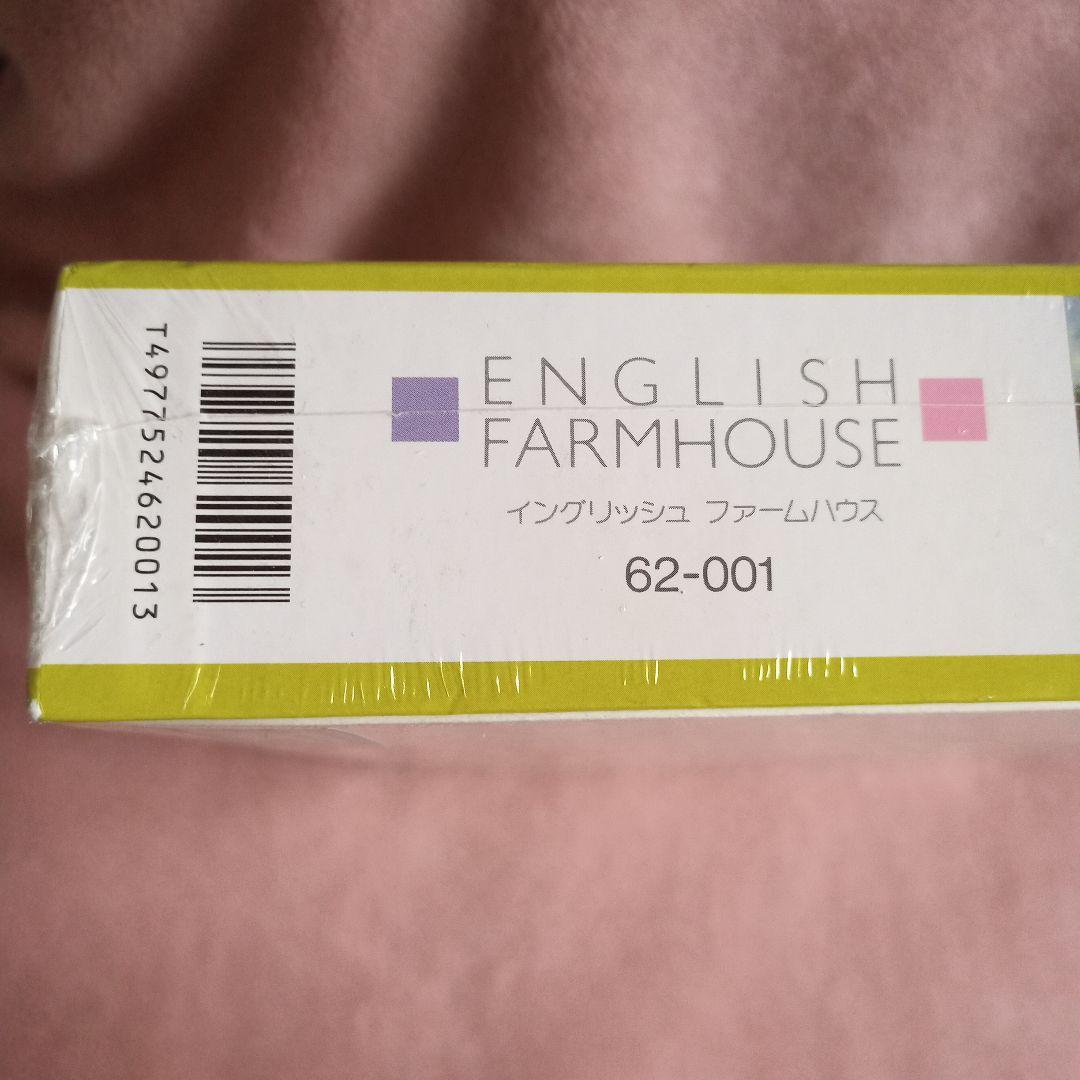 T4977524620013
ENGLISH
FARMHOUSE
イングリッシュ ファームハウス
62-001